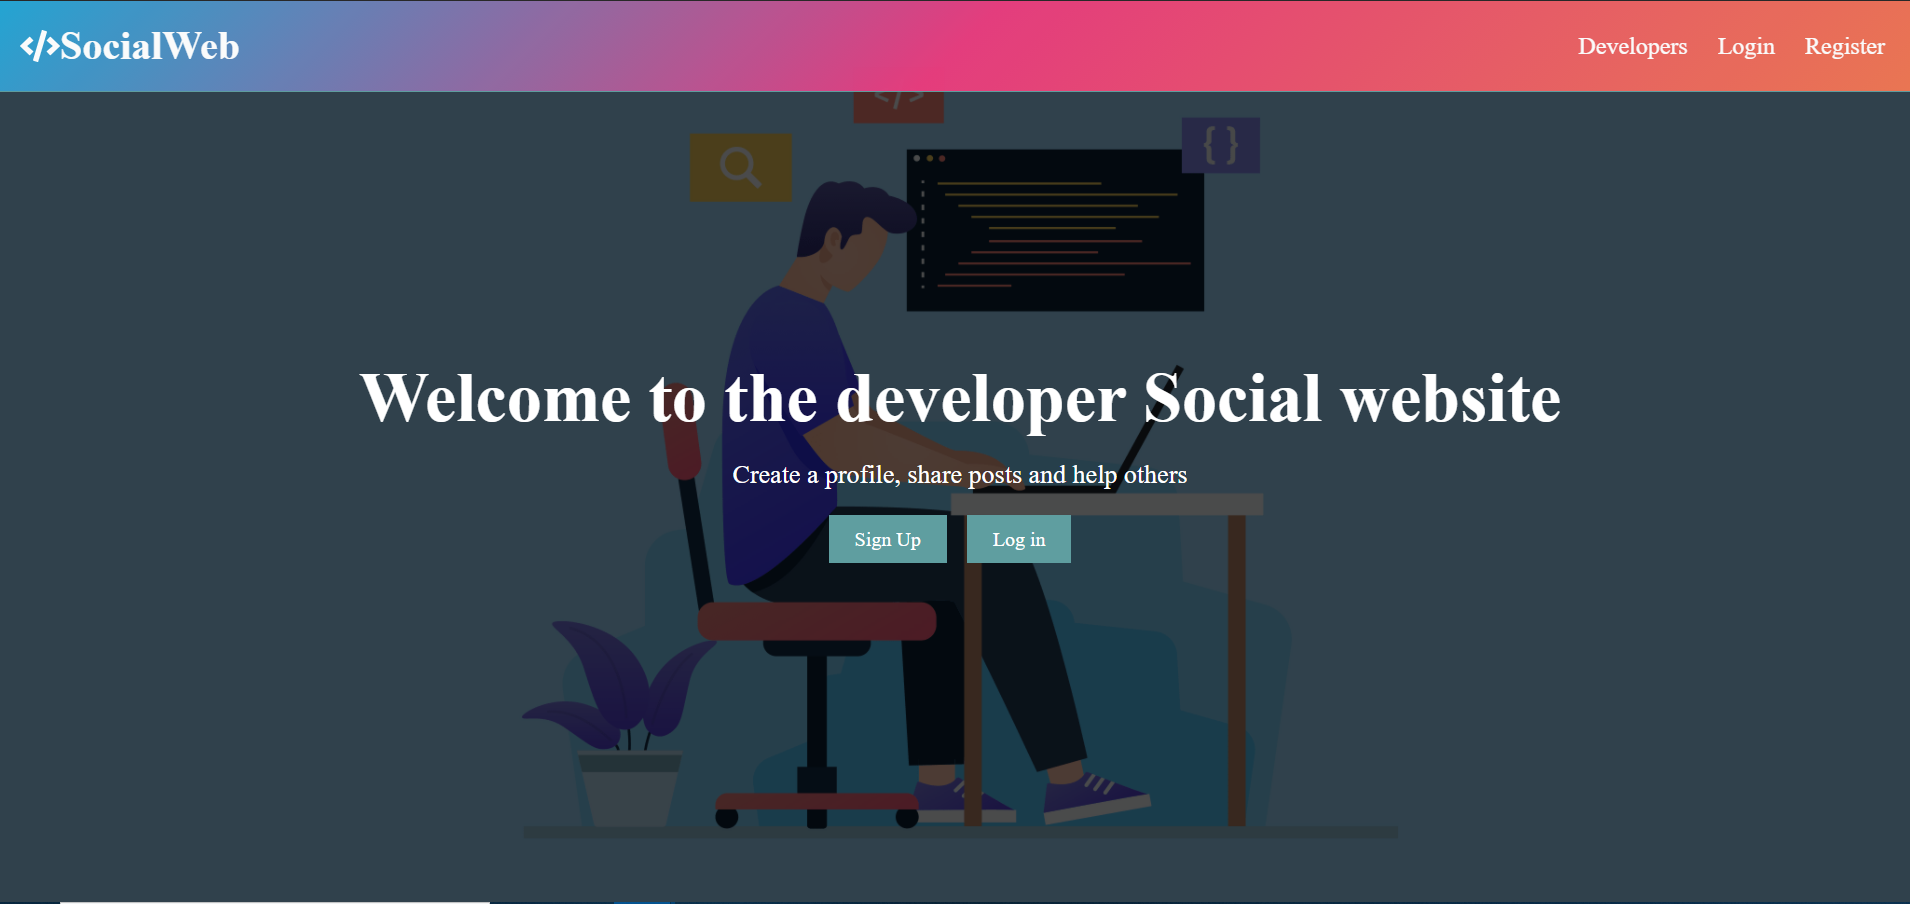 </>SocialWeb
Developers Login Register
</>
{ }
Welcome to the developer Social website
Create a profile, share posts and help others
Sign Up Log in